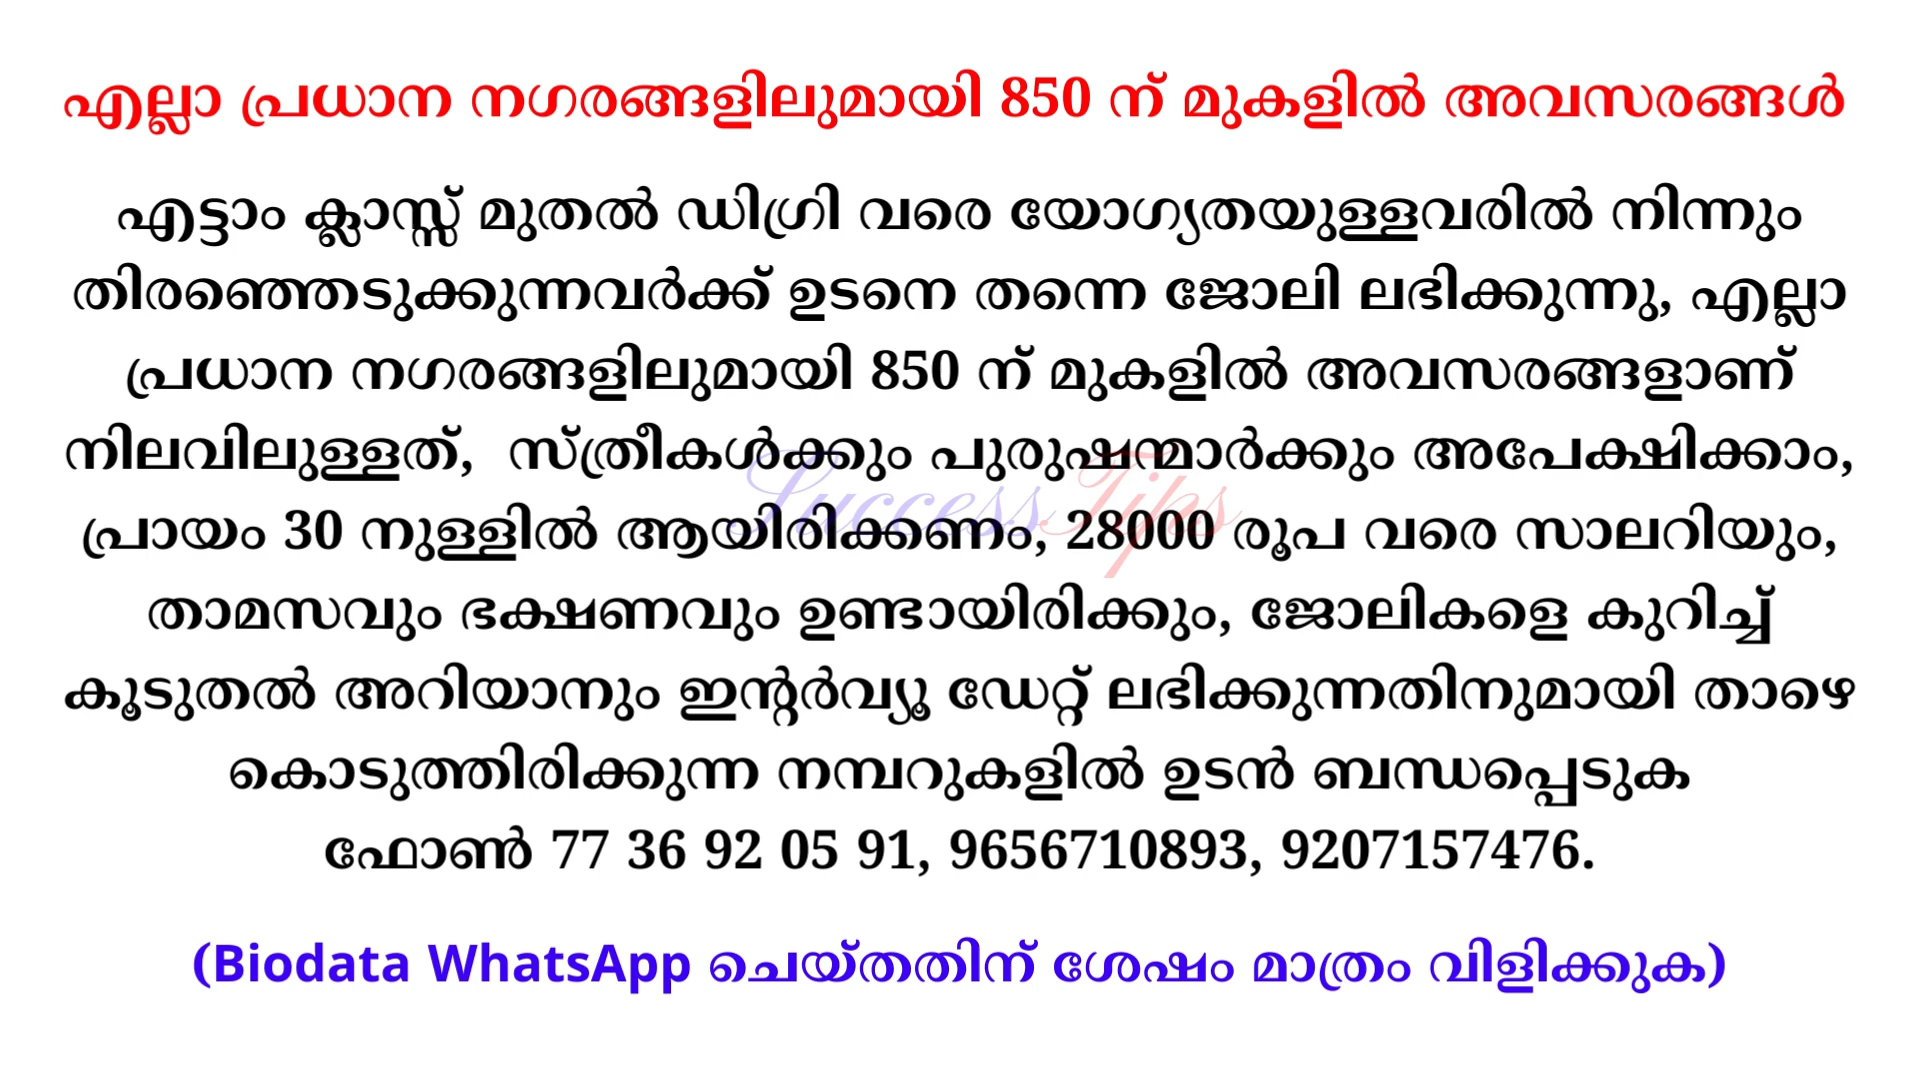 എല്ലാ പ്രധാന നഗരങ്ങളിലുമായി 850 ന് മുകളിൽ അവസരങ്ങൾ
എട്ടാം ക്ലാസ്സ് മുതൽ ഡിഗ്രി വരെ യോഗ്യതയുള്ളവരിൽ നിന്നും
തിരഞ്ഞെടുക്കുന്നവർക്ക് ഉടനെ തന്നെ ജോലി ലഭിക്കുന്നു, എല്ലാ
പ്രധാന നഗരങ്ങളിലുമായി 850 ന് മുകളിൽ അവസരങ്ങളാണ്
നിലവിലുള്ളത്,  സ്ത്രീകൾക്കും പുരുഷന്മാർക്കും അപേക്ഷിക്കാം,
Success Tips
പ്രായം 30 നുള്ളിൽ ആയിരിക്കണം, 28000 രൂപ വരെ സാലറിയും,
താമസവും ഭക്ഷണവും ഉണ്ടായിരിക്കും, ജോലികളെ കുറിച്ച്
കൂടുതൽ അറിയാനും ഇന്റർവ്യൂ ഡേറ്റ് ലഭിക്കുന്നതിനുമായി താഴെ
കൊടുത്തിരിക്കുന്ന നമ്പറുകളിൽ ഉടൻ ബന്ധപ്പെടുക
ഫോൺ 77 36 92 05 91, 9656710893, 9207157476.
(Biodata WhatsApp ചെയ്തതിന് ശേഷം മാത്രം വിളിക്കുക)